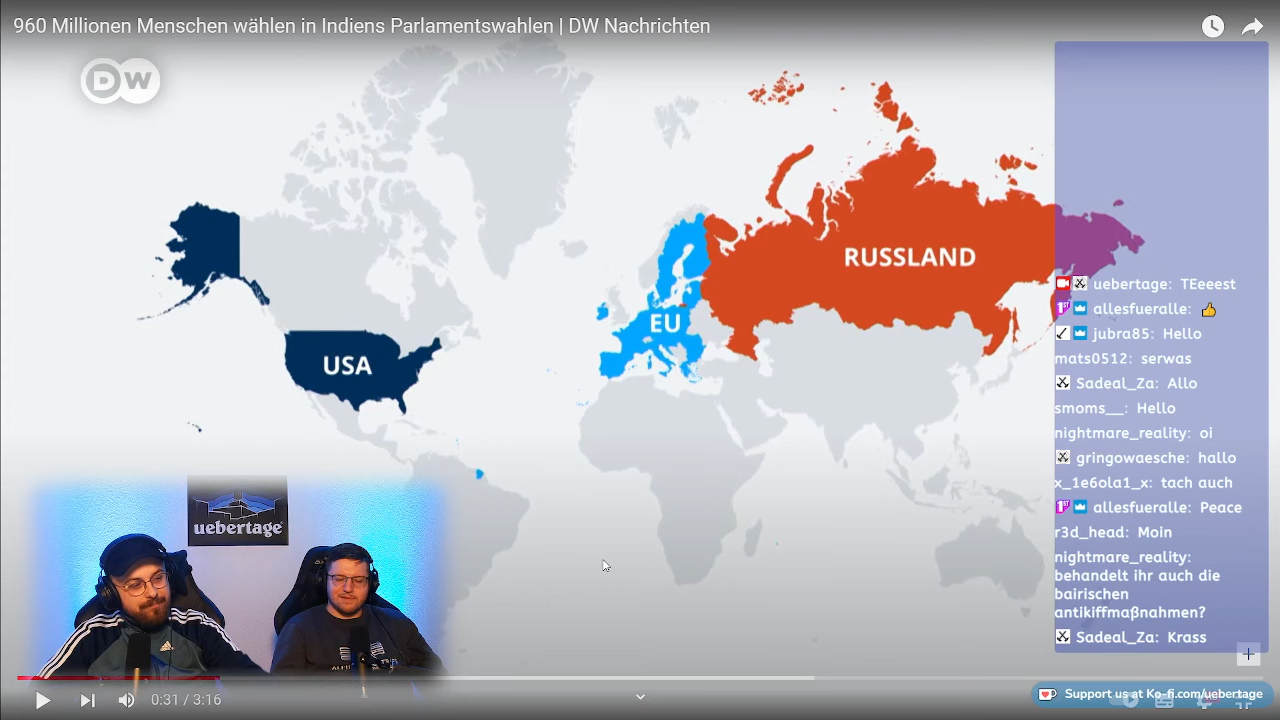 960 Millionen Menschen wählen in Indiens Parlamentswahlen | DW Nachrichten
DW
RUSSLAND
EU
USA
uebertage: TEeeest
allesfueralle: 👍
jubra85: Hello
mats0512: serwas
Sadeal_Za: Allo
smoms__: Hello
nightmare_reality: oi
gringowaesche: hallo
x_1e6ola1_x: tach auch
allesfueralle: Peace
r3d_head: Moin
nightmare_reality:
behandelt ihr auch die
bairischen
antikiffmaßnahmen?
Sadeal_Za: Krass
uebertage
0:31 / 3:16
Support us at Ko-fi.com/uebertage